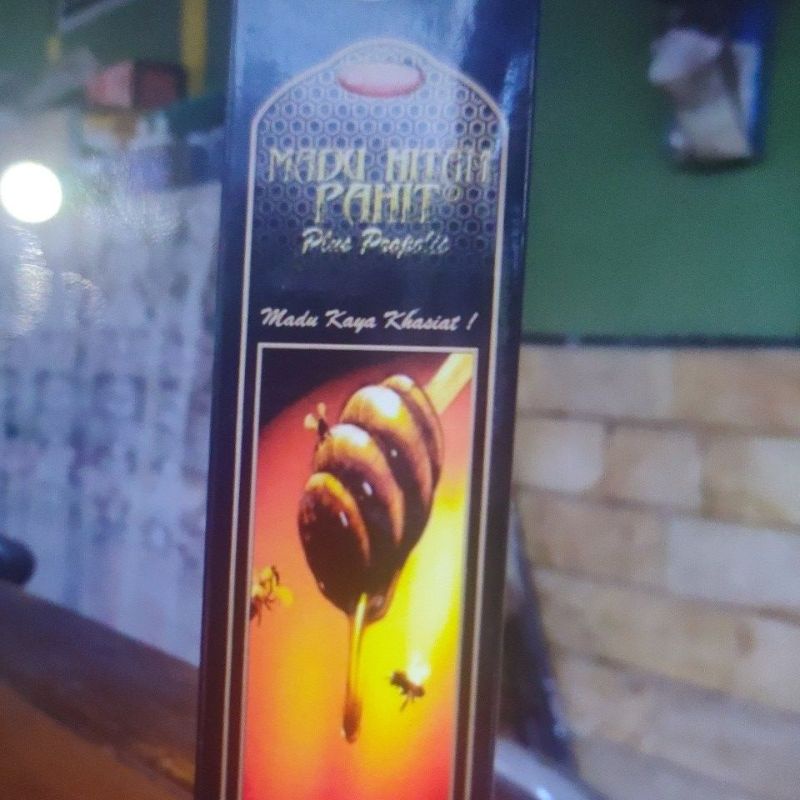 MADU HITAM
PAHIT®
Plus Propolis
Madu Kaya Khasiat !